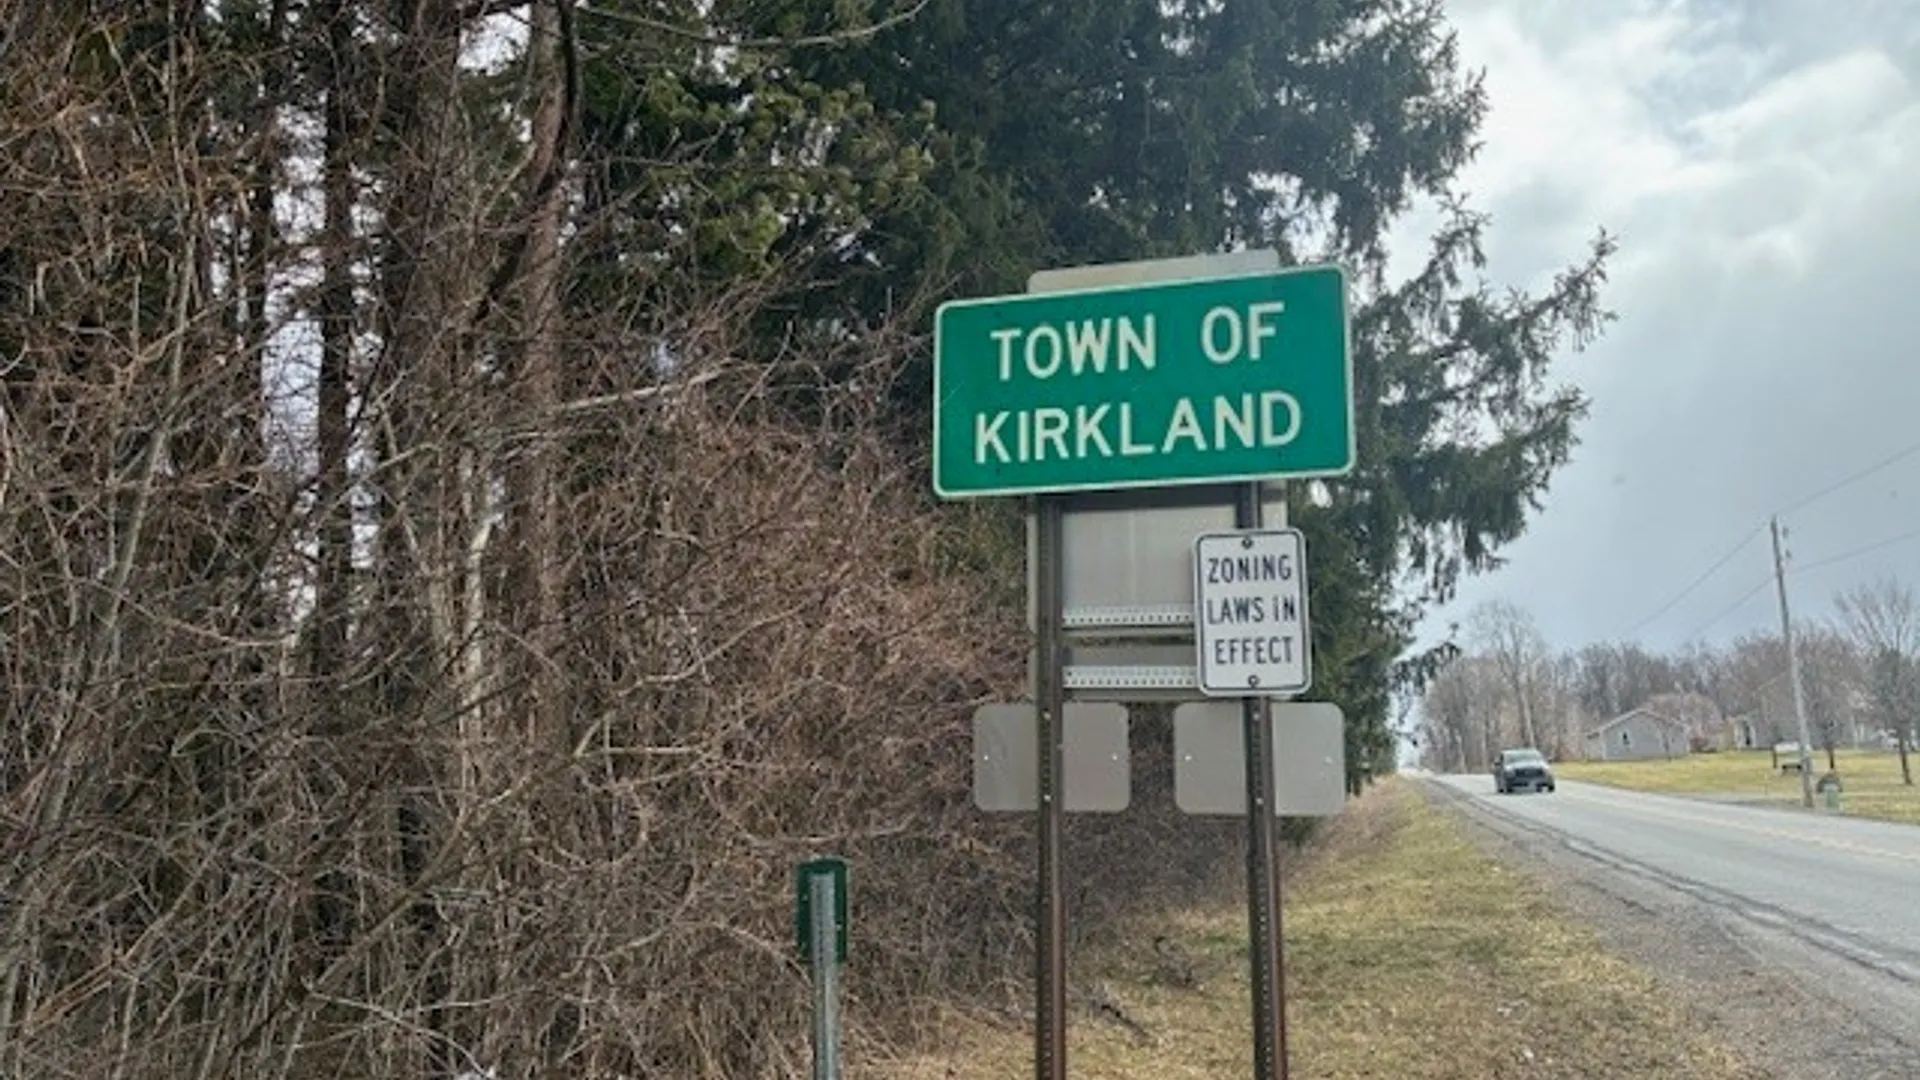 TOWN OF
KIRKLAND
ZONING
LAWS IN
EFFECT